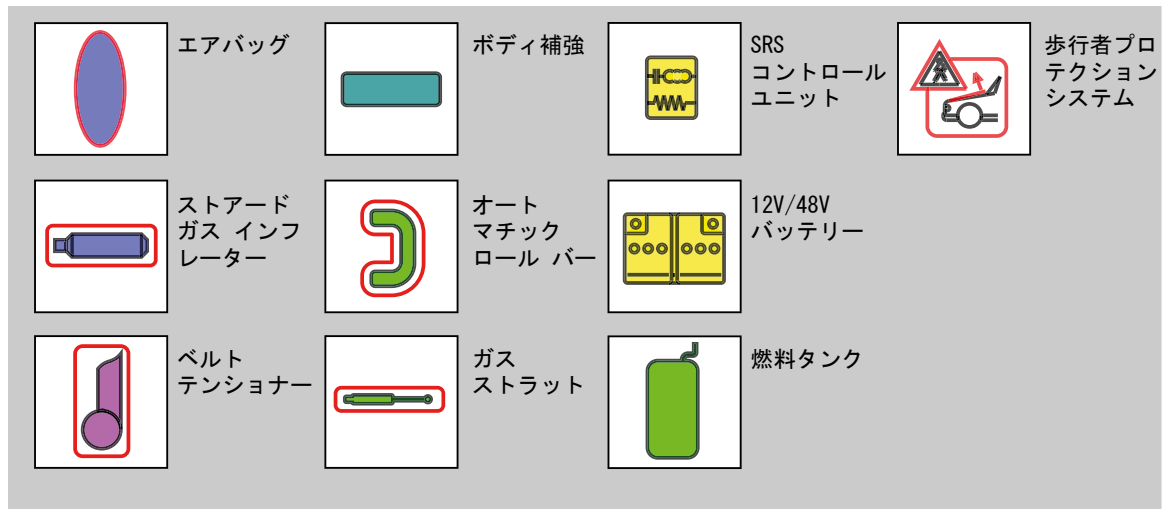 エアバッグ
ボディ補強
SRS
コントロール
ユニット
歩行者プロ
テクション
システム
ストアード
ガス インフ
レーター
オート
マチック
ロール バー
12V/48V
バッテリー
ベルト
テンショナー
ガス
ストラット
燃料タンク